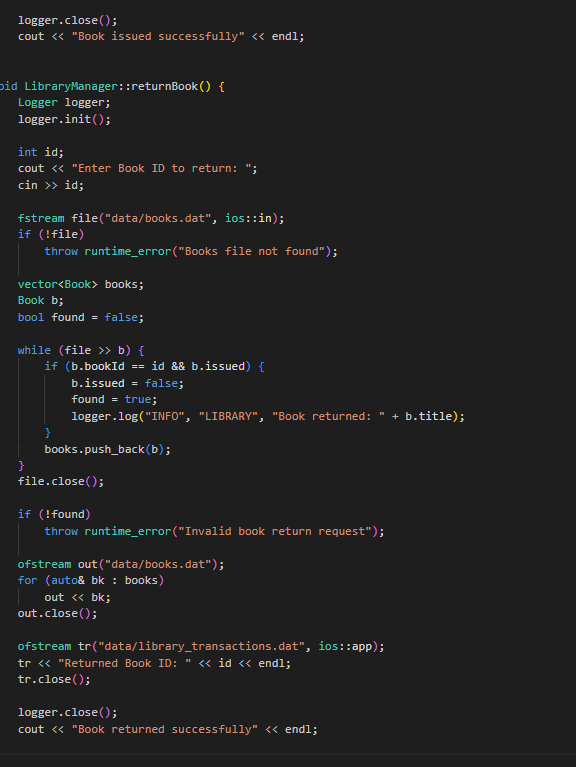 logger.close();
cout << "Book issued successfully" << endl;
oid LibraryManager::returnBook() {
Logger logger;
logger.init();
int id;
cout << "Enter Book ID to return: ";
cin >> id;
fstream file("data/books.dat", ios::in);
if (!file)
throw runtime_error("Books file not found");
vector<Book> books;
Book b;
bool found = false;
while (file >> b) {
if (b.bookId == id && b.issued) {
b.issued = false;
found = true;
logger.log("INFO", "LIBRARY", "Book returned: " + b.title);
}
books.push_back(b);
}
file.close();
if (!found)
throw runtime_error("Invalid book return request");
ofstream out("data/books.dat");
for (auto& bk : books)
out << bk;
out.close();
ofstream tr("data/library_transactions.dat", ios::app);
tr << "Returned Book ID: " << id << endl;
tr.close();
logger.close();
cout << "Book returned successfully" << endl;